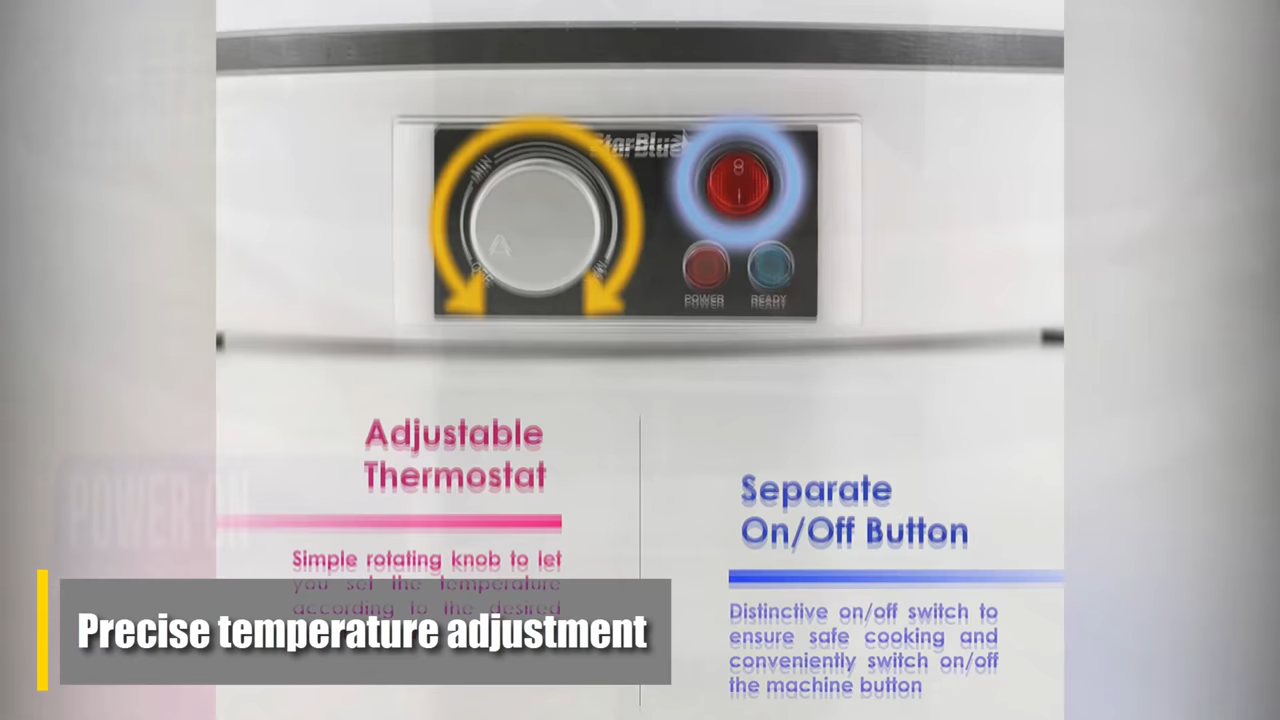 StarBlue
MIN
POWER
READY
Adjustable
Thermostat
Separate
On/Off Button
POWER ON
Simple rotating knob to let
you set the temperature
according to the desired
Distinctive on/off switch to
ensure safe cooking and
conveniently switch on/off
the machine button
Precise temperature adjustment